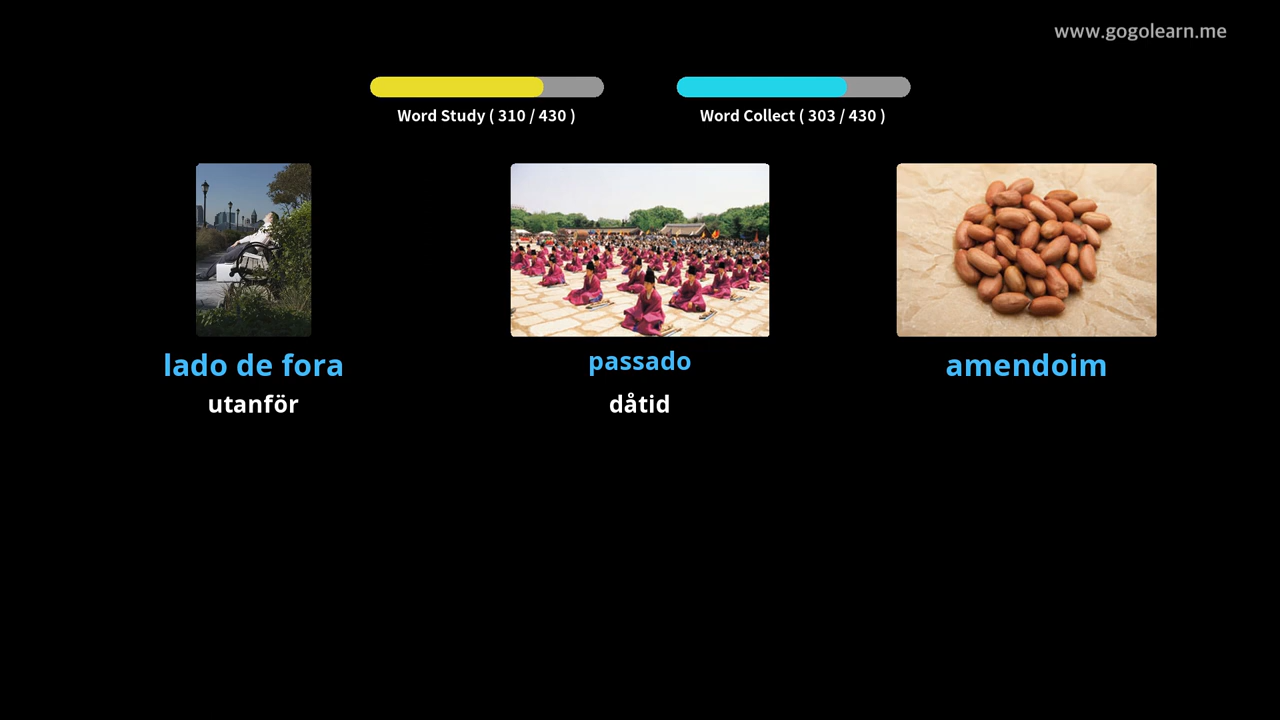 www.gogolearn.me
Word Study ( 310 / 430 )
Word Collect ( 303 / 430 )
lado de fora
utanför
passado
dåtid
amendoim